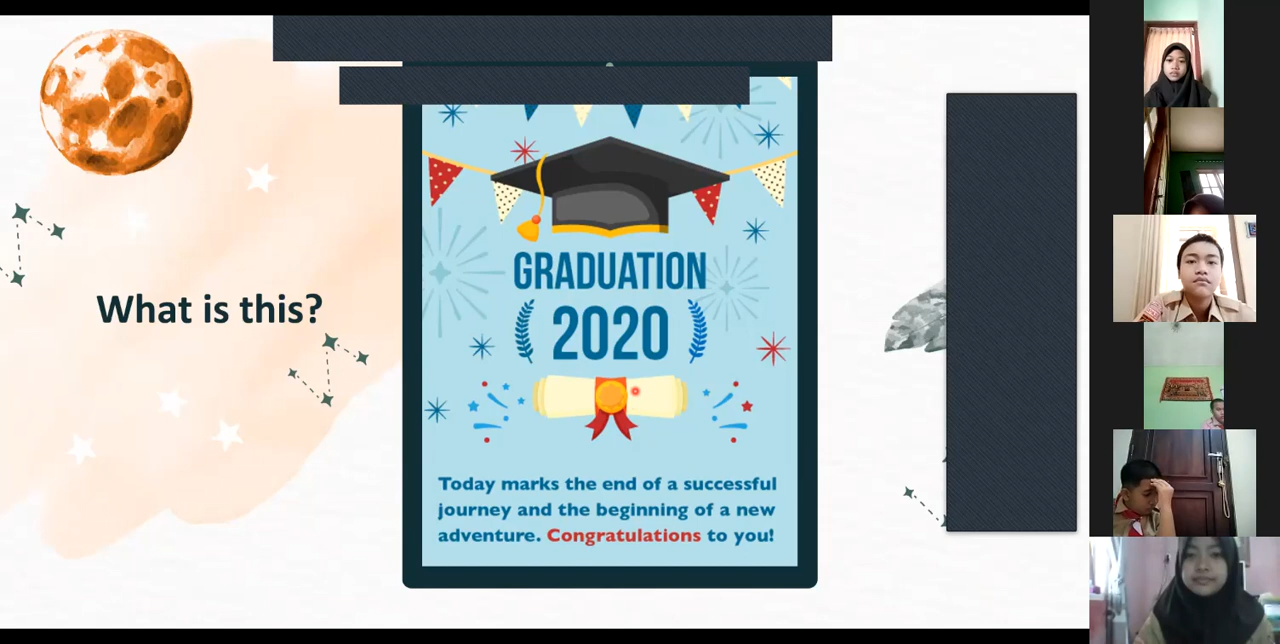 What is this?
GRADUATION
2020
Today marks the end of a successful
journey and the beginning of a new
adventure. Congratulations to you!